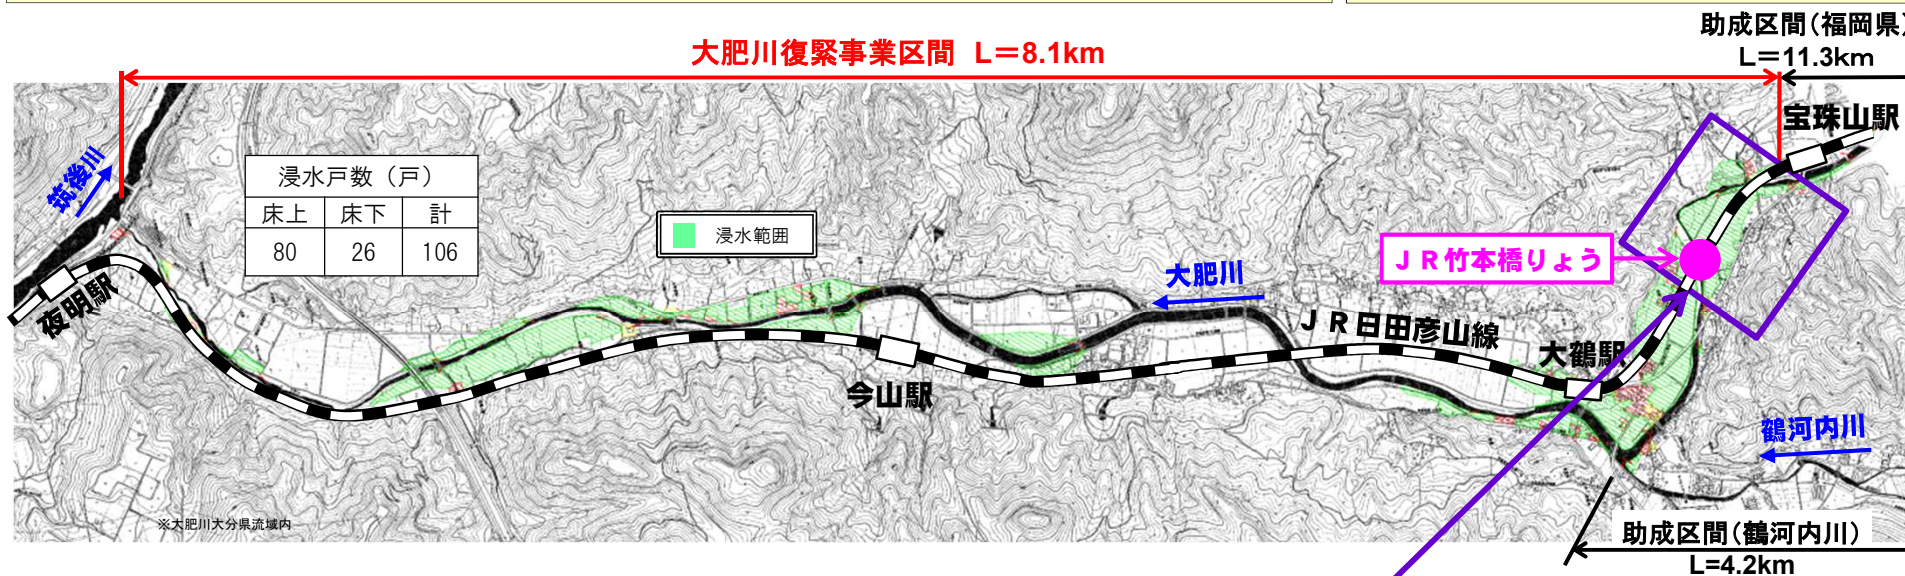 助成区間(福岡県)
L=11.3km
大肥川復緊事業区間 L=8.1km
宝珠山駅
筑後川
浸水戸数（戸）
床上 床下 計
80 26 106
浸水範囲
JR竹本橋りょう
大肥川
夜明駅
JR日田彦山線
大鶴駅
今山駅
鶴河内川
※大肥川大分県流域内
助成区間(鶴河内川)
L=4.2km